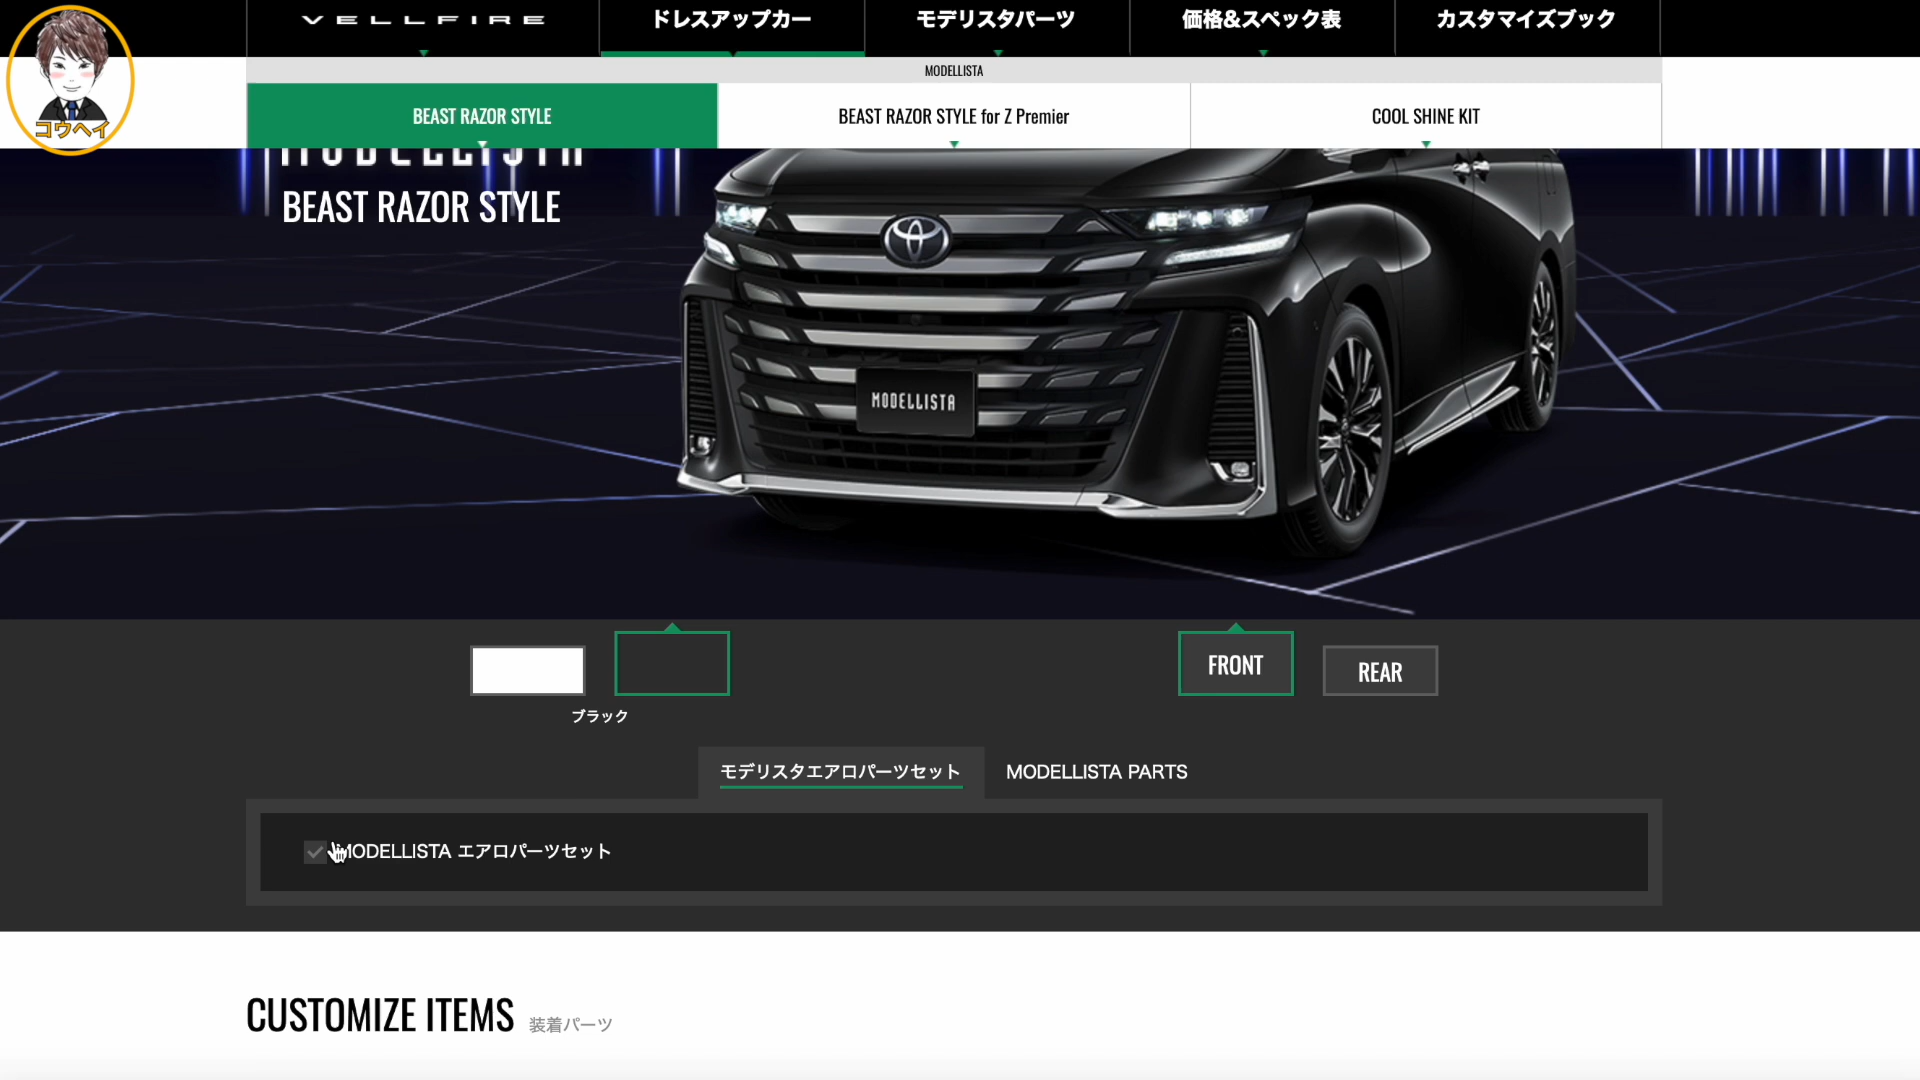 VELLFIRE
ドレスアップカー
モデリスタパーツ
価格&スペック表
カスタマイズブック
コウヘイ
MODELLISTA
BEAST RAZOR STYLE
BEAST RAZOR STYLE for Z Premier
COOL SHINE KIT
MODELLISTA
BEAST RAZOR STYLE
MODELLISTA
FRONT
REAR
ブラック
モデリスタエアロパーツセット
MODELLISTA PARTS
MODELLISTA エアロパーツセット
CUSTOMIZE ITEMS 装着パーツ